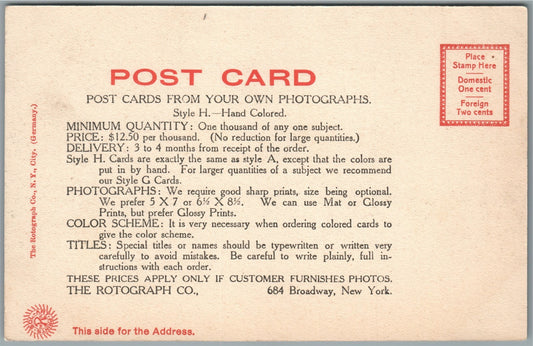 POST CARD
Place
Stamp Here
Domestic
One cent
Foreign
Two cents
POST CARDS FROM YOUR OWN PHOTOGRAPHS.
Style H.—Hand Colored.
MINIMUM QUANTITY: One thousand of any one subject.
PRICE: $12.50 per thousand. (No reduction for large quantities.)
DELIVERY: 3 to 4 months from receipt of the order.
Style H. Cards are exactly the same as style A, except that the colors are
put in by hand. For larger quantities of a subject we recommend
our Style G Cards.
PHOTOGRAPHS: We require good sharp prints, size being optional.
We prefer 5 X 7 or 6½ X 8½. We can use Mat or Glossy
Prints, but prefer Glossy Prints.
COLOR SCHEME: It is very necessary when ordering colored cards to
give the color scheme.
TITLES: Special titles or names should be typewritten or written very
carefully to avoid mistakes. Be careful to write plainly, full in-
structions with each order.
THESE PRICES APPLY ONLY IF CUSTOMER FURNISHES PHOTOS.
THE ROTOGRAPH CO., 684 Broadway, New York.
The Rotograph Co., N. Y., City. (Germany.)
This side for the Address.